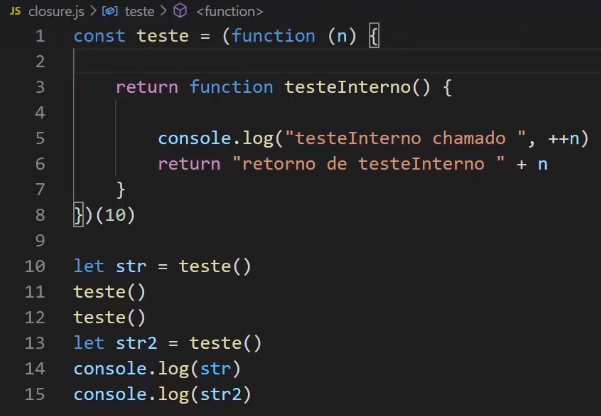 JS closure.js > teste > <function>
1 const teste = (function (n) {
2
3 return function testeInterno() {
4
5 console.log("testeInterno chamado ", ++n)
6 return "retorno de testeInterno " + n
7 }
8 })(10)
9
10 let str = teste()
11 teste()
12 teste()
13 let str2 = teste()
14 console.log(str)
15 console.log(str2)